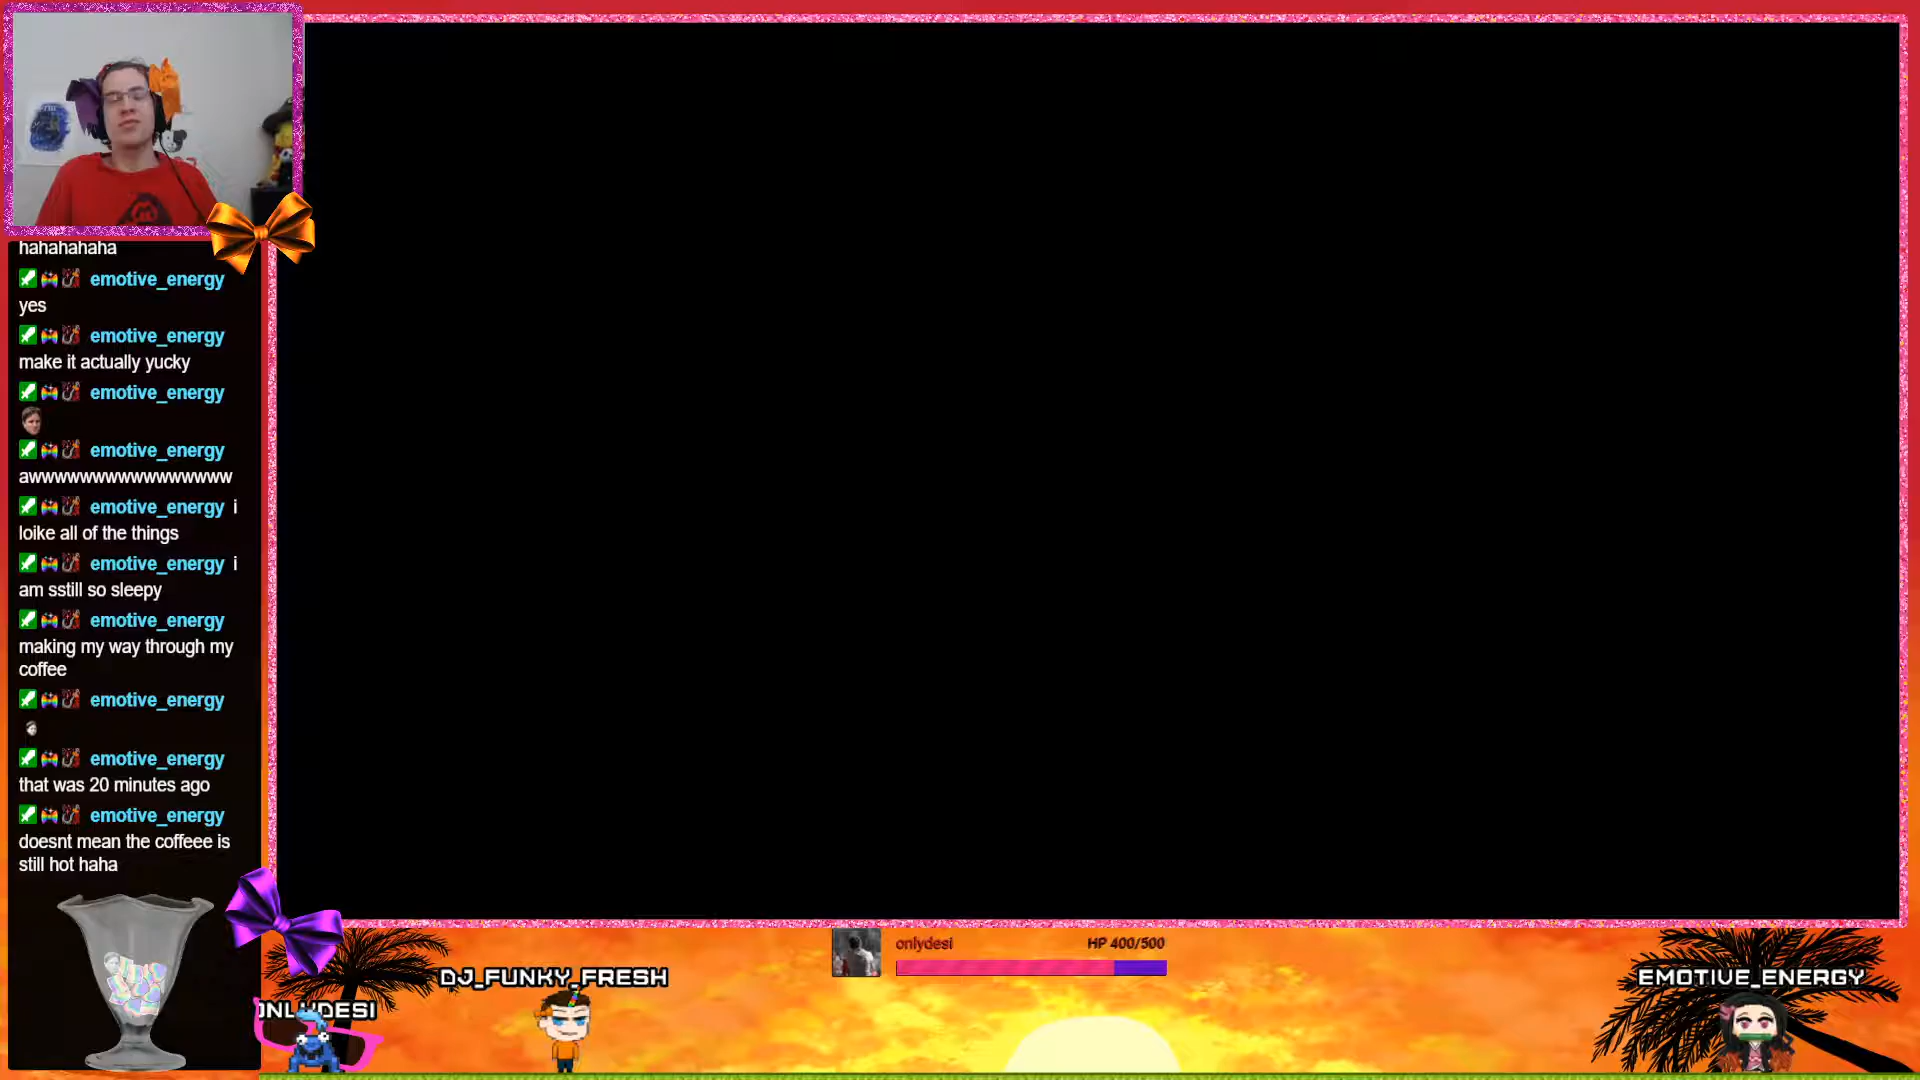 hahahahaha
emotive_energy
yes
emotive_energy
make it actually yucky
emotive_energy
emotive_energy
awwwwwwwwwwwwwwww
emotive_energy i
loike all of the things
emotive_energy i
am sstill so sleepy
emotive_energy
making my way through my
coffee
emotive_energy
emotive_energy
that was 20 minutes ago
emotive_energy
doesnt mean the coffeee is
still hot haha
onlydesi HP 400/500
DJ_FUNKY_FRESH
EMOTIVE_ENERGY
ONLYDESI